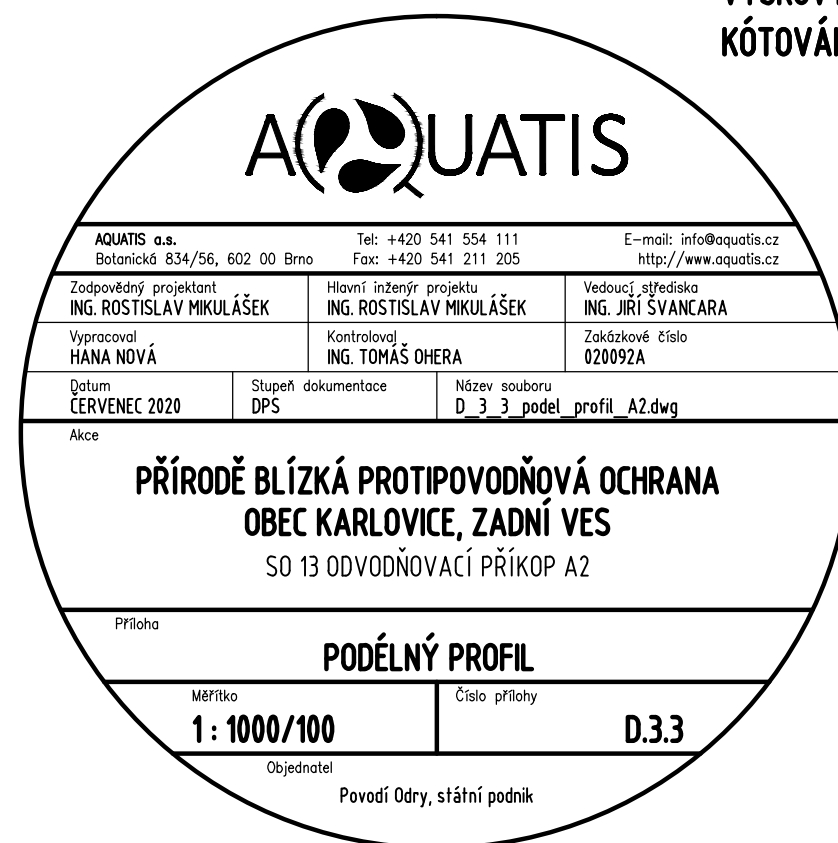 KÓTOVÁ
AQUATIS
AQUATIS a.s. Tel: +420 541 554 111 E-mail: info@aquatis.cz
Botanická 834/56, 602 00 Brno Fax: +420 541 211 205 http://www.aquatis.cz
Zodpovědný projektant Hlavní inženýr projektu Vedoucí střediska
ING. ROSTISLAV MIKULÁŠEK ING. ROSTISLAV MIKULÁŠEK ING. JIŘÍ ŠVANCARA
Vypracoval Kontroloval Zakázkové číslo
HANA NOVÁ ING. TOMÁŠ OHERA 020092A
Datum Stupeň dokumentace Název souboru
ČERVENEC 2020 DPS D_3_3_podel_profil_A2.dwg
Akce
PŘÍRODĚ BLÍZKÁ PROTIPOVODŇOVÁ OCHRANA
OBEC KARLOVICE, ZADNÍ VES
SO 13 ODVODŇOVACÍ PŘÍKOP A2
Příloha
PODÉLNÝ PROFIL
Měřítko Číslo přílohy
1 : 1000/100 D.3.3
Objednatel
Povodí Odry, státní podnik